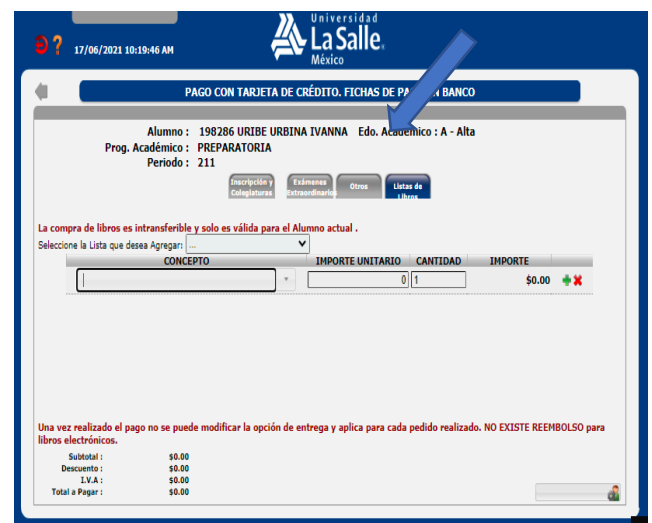 Universidad
La Salle
México
? 17/06/2021 10:19:46 AM
PAGO CON TARJETA DE CRÉDITO. FICHAS DE PA EN BANCO
Alumno : 198286 URIBE URBINA IVANNA Edo. Académico : A - Alta
Prog. Académico : PREPARATORIA
Periodo : 211
Inscripción y Colegiaturas
Exámenes Extraordinarios
Otros
Listas de Libros
La compra de libros es intransferible y solo es válida para el Alumno actual .
Seleccione la Lista que desea Agregar: ...
CONCEPTO IMPORTE UNITARIO CANTIDAD IMPORTE
0 1 $0.00
Una vez realizado el pago no se puede modificar la opción de entrega y aplica para cada pedido realizado. NO EXISTE REEMBOLSO para
libros electrónicos.
Subtotal : $0.00
Descuento : $0.00
I.V.A : $0.00
Total a Pagar : $0.00